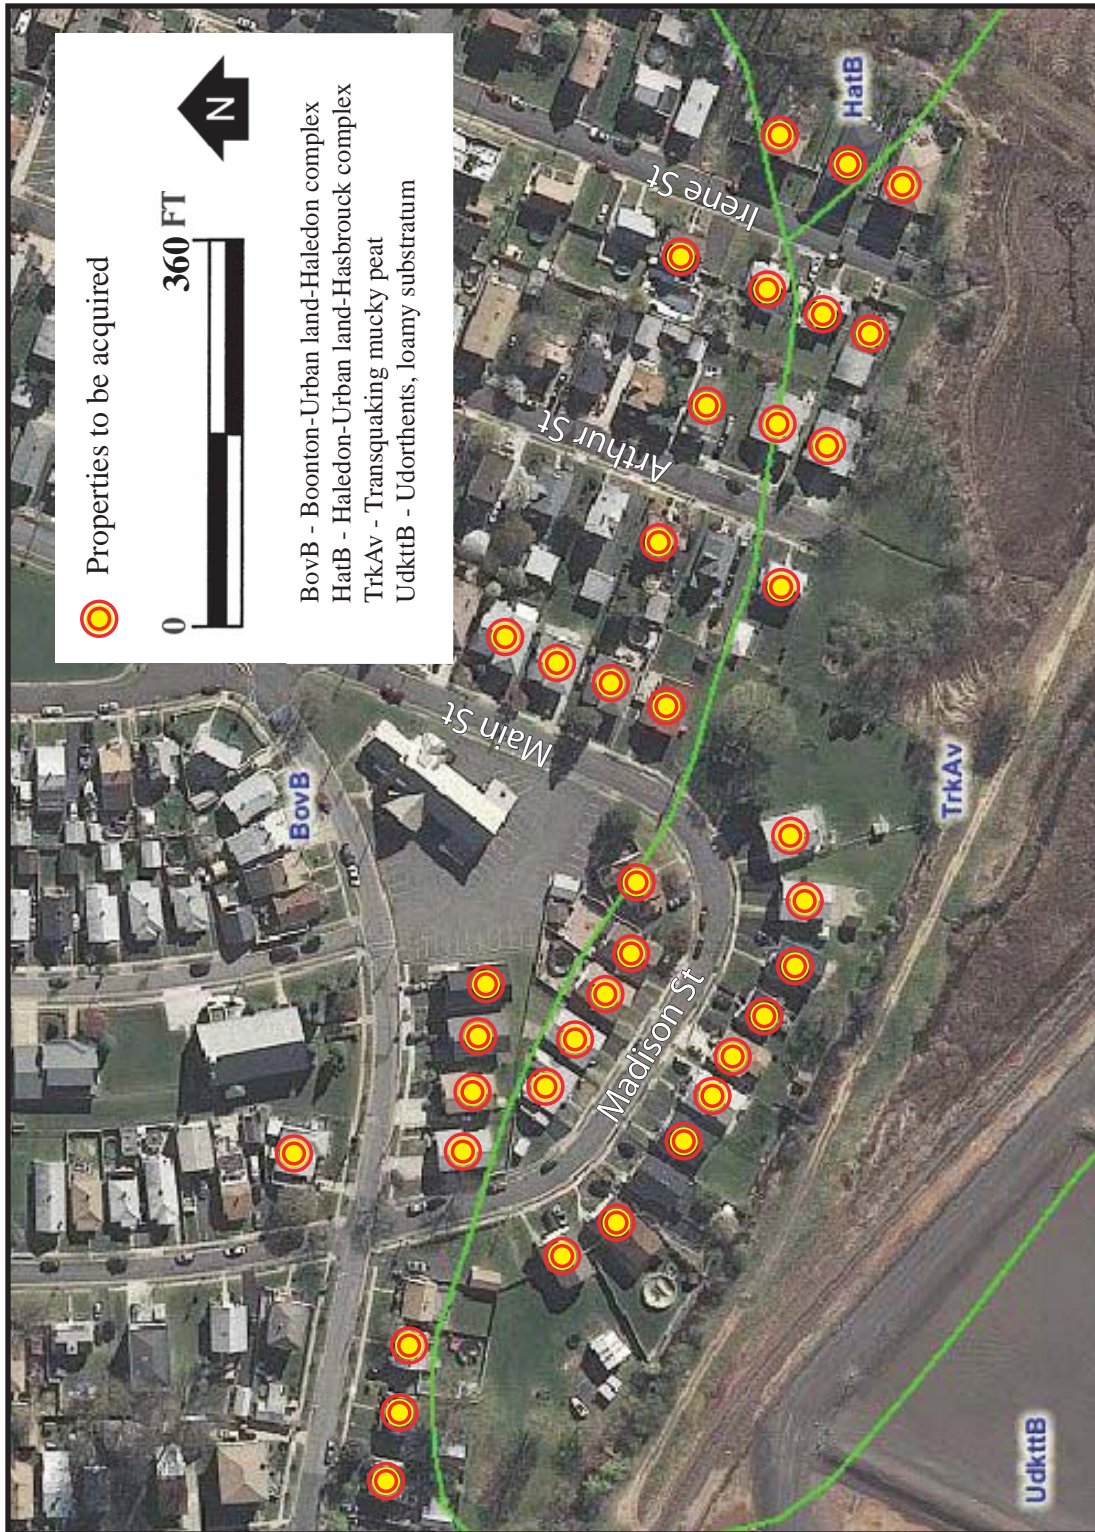 Properties to be acquired
0
360 FT
N
BovB - Boonton-Urban land-Haledon complex
HatB - Haledon-Urban land-Hasbrouck complex
TrkAv - Transquaking mucky peat
UdkttB - Udorthents, loamy substratum
BovB
Main St
Arthur St
Irene St
HatB
Madison St
TrkAv
UdkttB